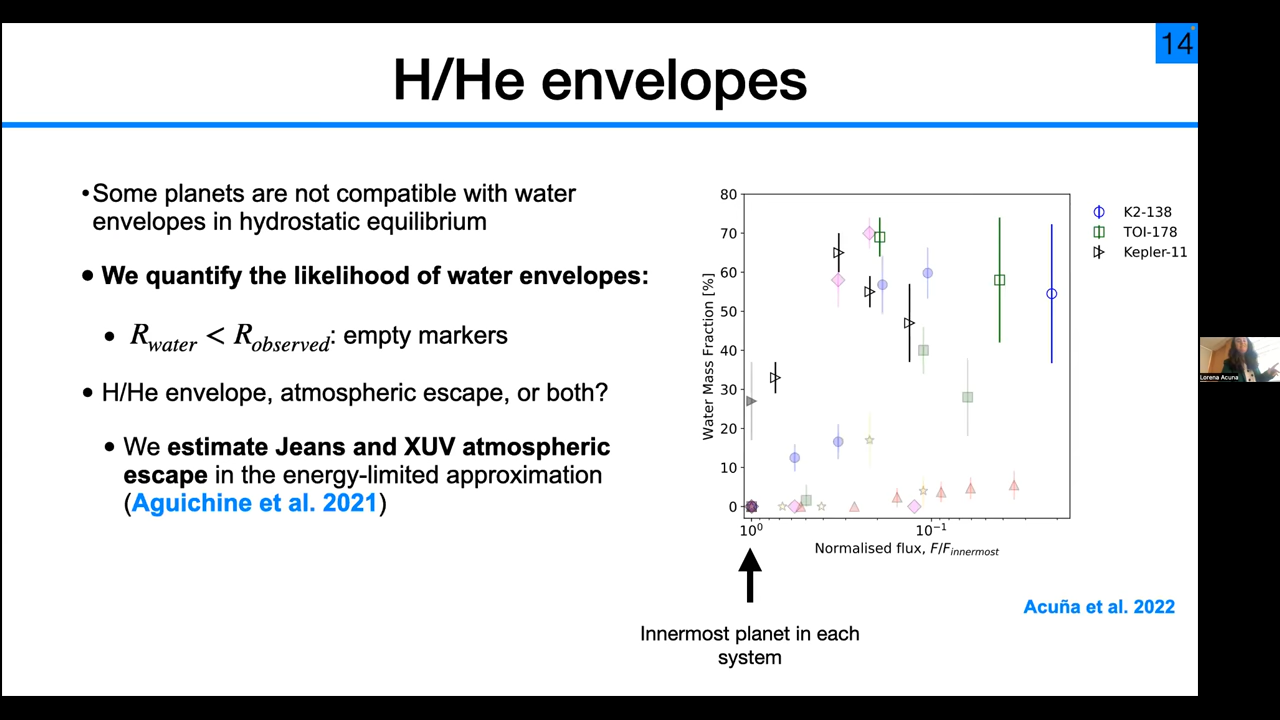 14
H/He envelopes
•Some planets are not compatible with water
envelopes in hydrostatic equilibrium
• We quantify the likelihood of water envelopes:
• R_water < R_observed: empty markers
• H/He envelope, atmospheric escape, or both?
• We estimate Jeans and XUV atmospheric
escape in the energy-limited approximation
(Aguichine et al. 2021)
80
70
60
50
40
30
20
10
0
Water Mass Fraction [%]
10⁰
10⁻¹
Normalised flux, F/F_innermost
K2-138
TOI-178
Kepler-11
Innermost planet in each
system
Acuña et al. 2022
Lorena Acuna